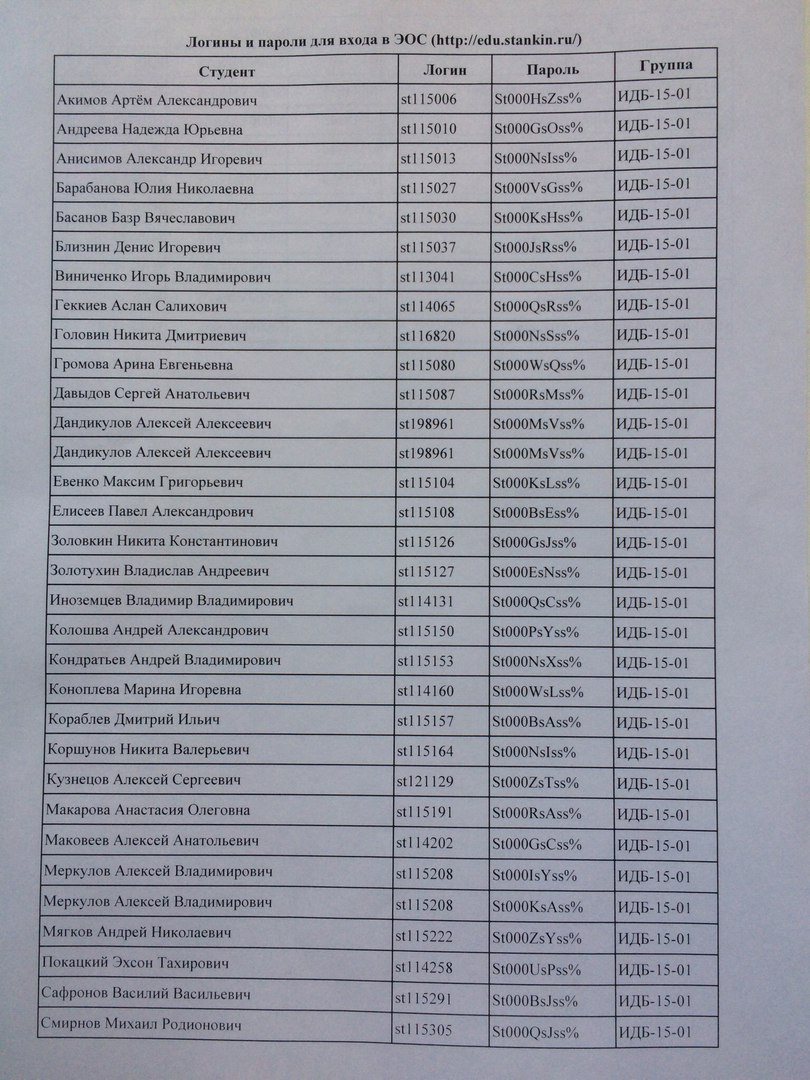 Логины и пароли для входа в ЭОС (http://edu.stankin.ru/)
Студент Логин Пароль Группа
Акимов Артём Александрович st115006 St000HsZss% ИДБ-15-01
Андреева Надежда Юрьевна st115010 St000GsOss% ИДБ-15-01
Анисимов Александр Игоревич st115013 St000NsIss% ИДБ-15-01
Барабанова Юлия Николаевна st115027 St000VsGss% ИДБ-15-01
Басанов Базр Вячеславович st115030 St000KsHss% ИДБ-15-01
Близнин Денис Игоревич st115037 St000JsRss% ИДБ-15-01
Виниченко Игорь Владимирович st113041 St000CsHss% ИДБ-15-01
Геккиев Аслан Салихович st114065 St000QsRss% ИДБ-15-01
Головин Никита Дмитриевич st116820 St000NsSss% ИДБ-15-01
Громова Арина Евгеньевна st115080 St000WsQss% ИДБ-15-01
Давыдов Сергей Анатольевич st115087 St000RsMss% ИДБ-15-01
Дандикулов Алексей Алексеевич st198961 St000MsVss% ИДБ-15-01
Дандикулов Алексей Алексеевич st198961 St000MsVss% ИДБ-15-01
Евенко Максим Григорьевич st115104 St000KsLss% ИДБ-15-01
Елисеев Павел Александрович st115108 St000BsEss% ИДБ-15-01
Золовкин Никита Константинович st115126 St000GsJss% ИДБ-15-01
Золотухин Владислав Андреевич st115127 St000EsNss% ИДБ-15-01
Иноземцев Владимир Владимирович st114131 St000QsCss% ИДБ-15-01
Колошва Андрей Александрович st115150 St000PsYss% ИДБ-15-01
Кондратьев Андрей Владимирович st115153 St000NsXss% ИДБ-15-01
Коноплева Марина Игоревна st114160 St000WsLss% ИДБ-15-01
Кораблев Дмитрий Ильич st115157 St000BsAss% ИДБ-15-01
Коршунов Никита Валерьевич st115164 St000NsIss% ИДБ-15-01
Кузнецов Алексей Сергеевич st121129 St000ZsTss% ИДБ-15-01
Макарова Анастасия Олеговна st115191 St000RsAss% ИДБ-15-01
Маковеев Алексей Анатольевич st114202 St000GsCss% ИДБ-15-01
Меркулов Алексей Владимирович st115208 St000IsYss% ИДБ-15-01
Меркулов Алексей Владимирович st115208 St000KsAss% ИДБ-15-01
Мягков Андрей Николаевич st115222 St000ZsYss% ИДБ-15-01
Покацкий Эхсон Тахирович st114258 St000UsPss% ИДБ-15-01
Сафронов Василий Васильевич st115291 St000BsJss% ИДБ-15-01
Смирнов Михаил Родионович st115305 St000QsJss% ИДБ-15-01